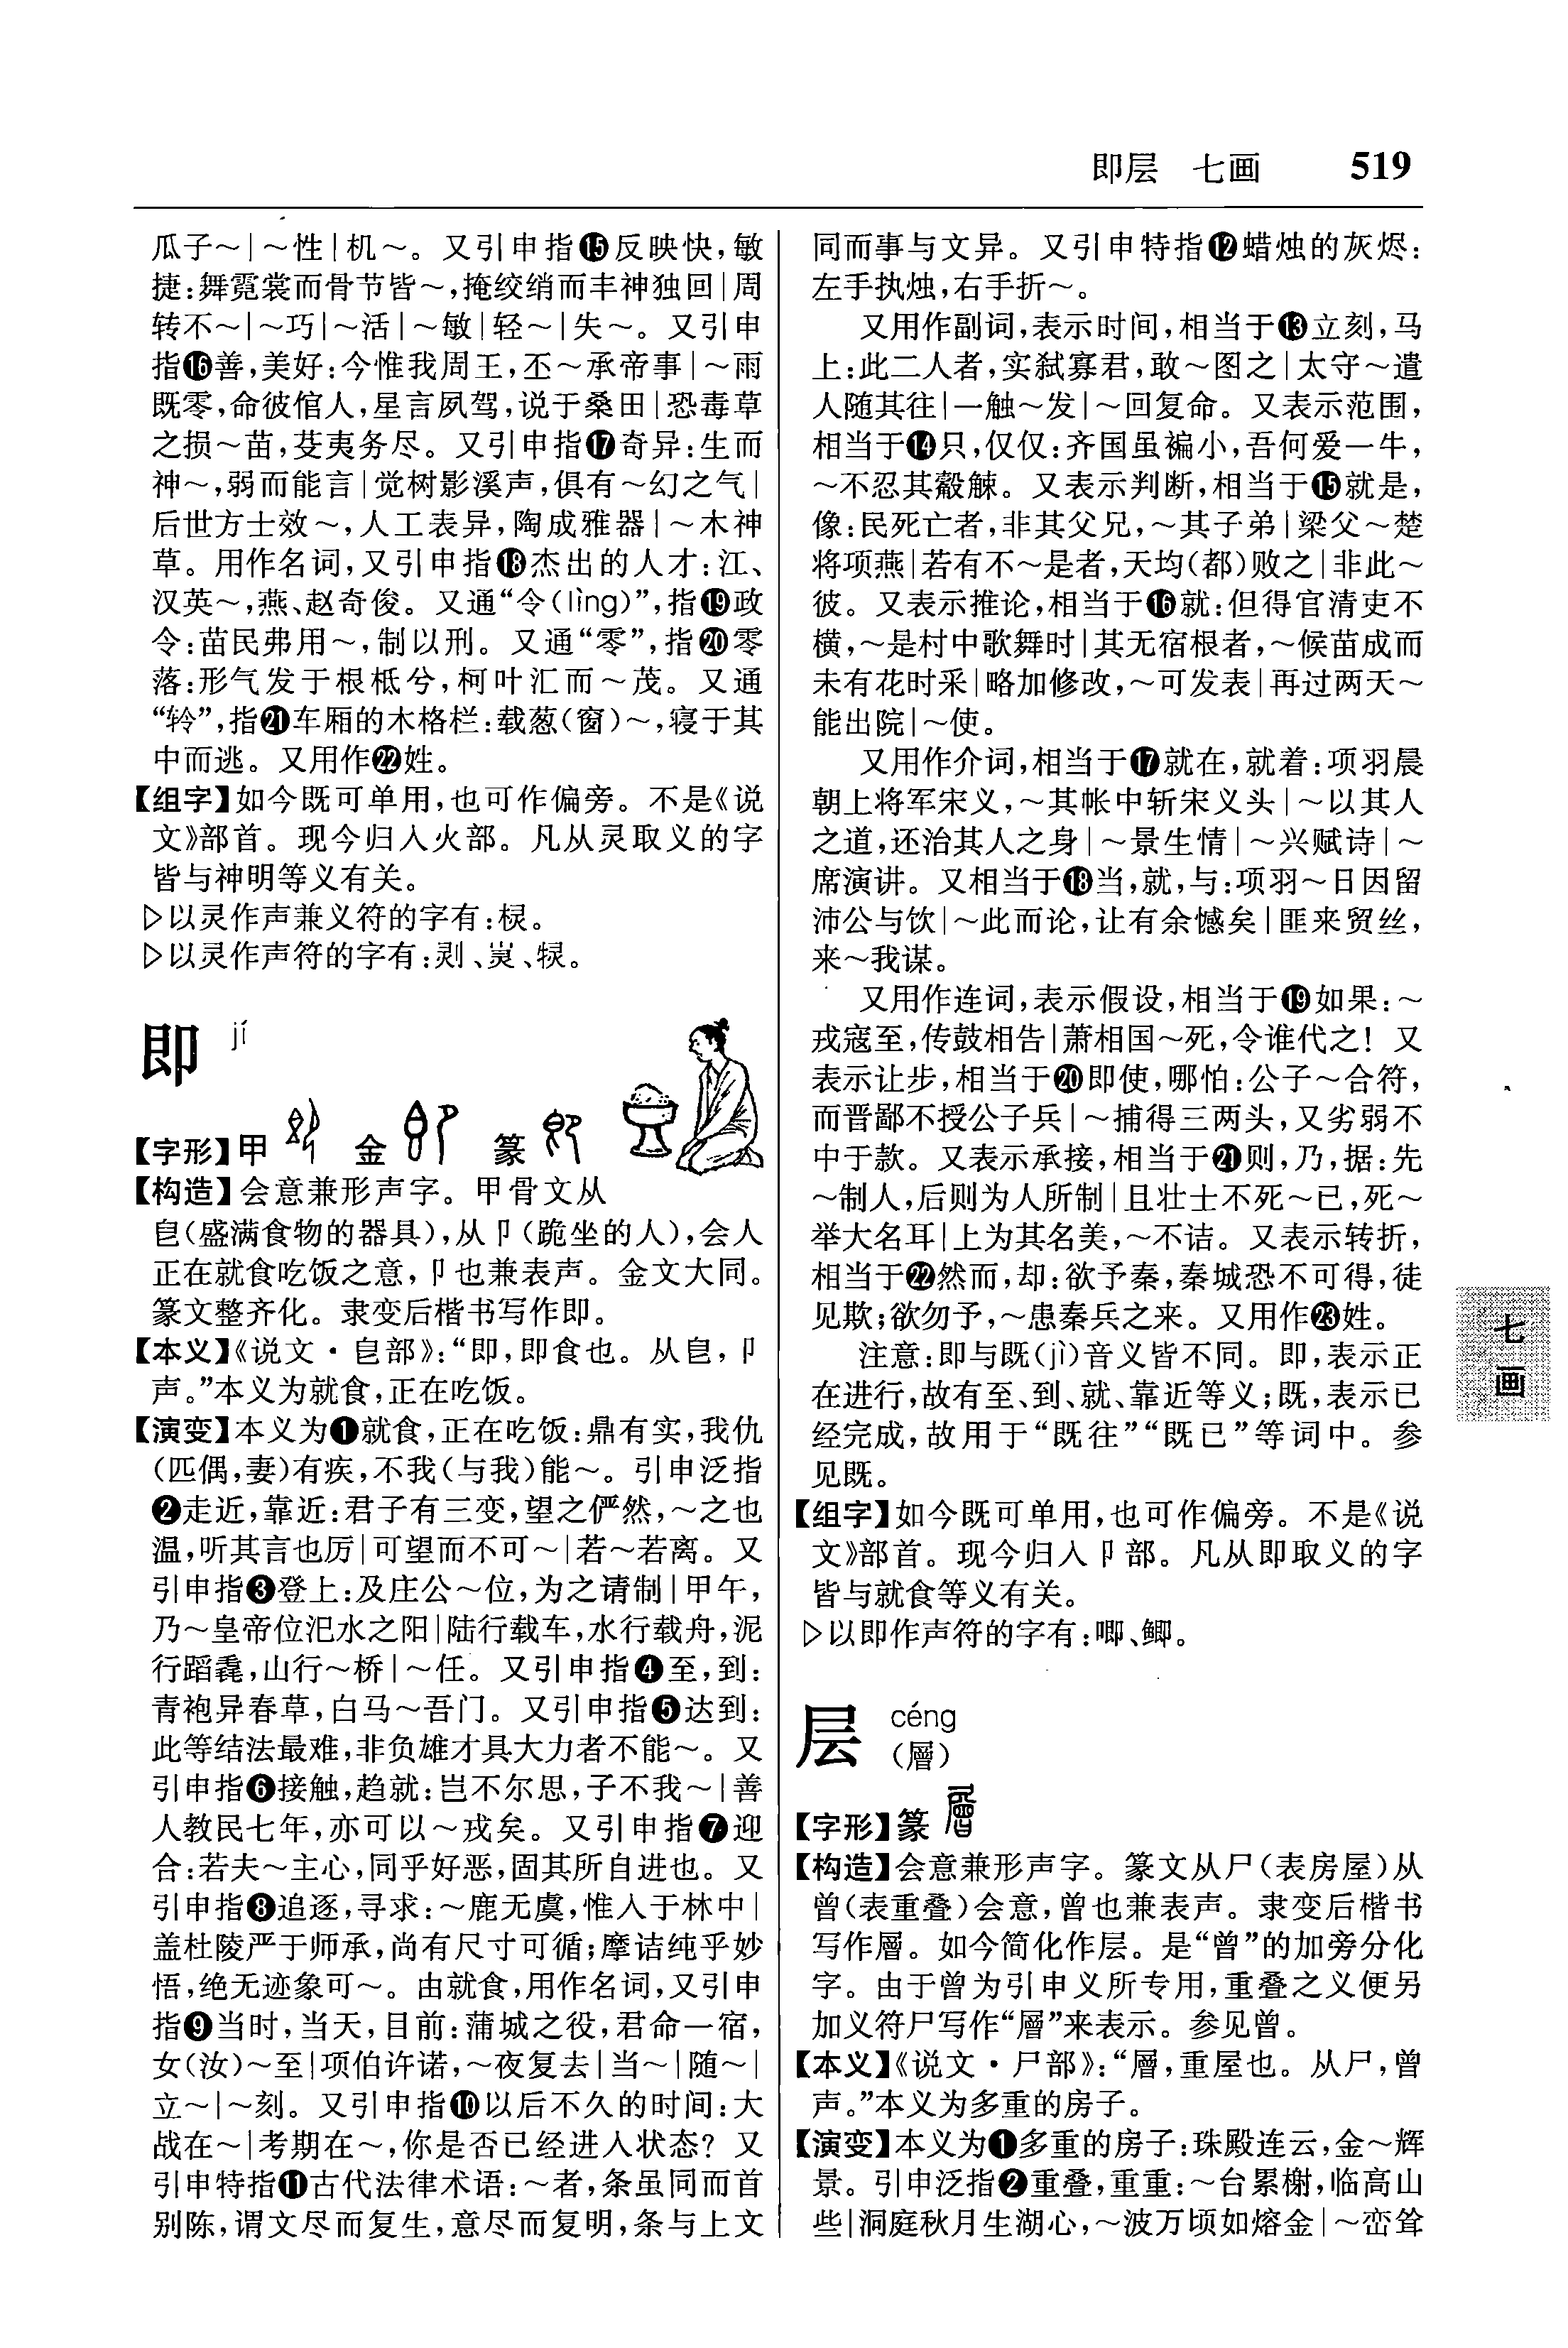 即层 七画 519
瓜子～|～性|机～。又引申指⓯反映快,敏
捷:舞霓裳而骨节皆～,掩绞绡而丰神独回|周
转不～|～巧|～活|～敏|轻～|失～。又引申
指⓰善,美好:今惟我周王,丕～承帝事|～雨
既零,命彼倌人,星言夙驾,说于桑田|恐毒草
之损～苗,芟夷务尽。又引申指⓱奇异:生而
神～,弱而能言|觉树影溪声,俱有～幻之气|
后世方士效～,人工表异,陶成雅器|～木神
草。用作名词,又引申指⓲杰出的人才:江、
汉英～,燕、赵奇俊。又通“令(lìng)”,指⓳政
令:苗民弗用～,制以刑。又通“零”,指⓴零
落:形气发于根柢兮,柯叶汇而～茂。又通
“軨”,指㉑车厢的木格栏:载葱(窗)～,寝于其
中而逃。又用作㉒姓。
【组字】如今既可单用,也可作偏旁。不是《说
文》部首。现今归入火部。凡从灵取义的字
皆与神明等义有关。
▷以灵作声兼义符的字有:棂。
▷以灵作声符的字有:
即 jí
【字形】甲 金 篆
【构造】会意兼形声字。甲骨文从
皀(盛满食物的器具),从卩(跪坐的人),会人
正在就食吃饭之意,卩也兼表声。金文大同。
篆文整齐化。隶变后楷书写作即。
【本义】《说文·皀部》:“即,即食也。从皀,卩
声。”本义为就食,正在吃饭。
【演变】本义为❶就食,正在吃饭:鼎有实,我仇
(匹偶,妻)有疾,不我(与我)能～。引申泛指
❷走近,靠近:君子有三变,望之俨然,～之也
温,听其言也厉|可望而不可～|若～若离。又
引申指❸登上:及庄公～位,为之请制|甲午,
乃～皇帝位汜水之阳|陆行载车,水行载舟,泥
行蹈毳,山行～桥|～任。又引申指❹至,到:
青袍异春草,白马～吾门。又引申指❺达到:
此等结法最难,非负雄才具大力者不能～。又
引申指❻接触,趋就:岂不尔思,子不我～|善
人教民七年,亦可以～戎矣。又引申指❼迎
合:若夫～主心,同乎好恶,固其所自进也。又
引申指❽追逐,寻求:～鹿无虞,惟入于林中|
盖杜陵严于师承,尚有尺寸可循;摩诘纯乎妙
悟,绝无迹象可～。由就食,用作名词,又引申
指❾当时,当天,目前:蒲城之役,君命一宿,
女(汝)～至|项伯许诺,～夜复去|当～|随～|
立～|～刻。又引申指❿以后不久的时间:大
战在～|考期在～,你是否已经进入状态?又
引申特指⓫古代法律术语:～者,条虽同而首
别陈,谓文尽而复生,意尽而复明,条与上文
同而事与文异。又引申特指⓬蜡烛的灰烬:
左手执烛,右手折～。
又用作副词,表示时间,相当于⓭立刻,马
上:此二人者,实弑寡君,敢～图之|太守～遣
人随其往|一触～发|～回复命。又表示范围,
相当于⓮只,仅仅:齐国虽褊小,吾何爱一牛,
～不忍其觳觫。又表示判断,相当于⓯就是,
像:民死亡者,非其父兄,～其子弟|梁父～楚
将项燕|若有不～是者,天均(都)败之|非此～
彼。又表示推论,相当于⓰就:但得官清吏不
横,～是村中歌舞时|其无宿根者,～候苗成而
未有花时采|略加修改,～可发表|再过两天～
能出院|～使。
又用作介词,相当于⓱就在,就着:项羽晨
朝上将军宋义,～其帐中斩宋义头|～以其人
之道,还治其人之身|～景生情|～兴赋诗|～
席演讲。又相当于⓲当,就,与:项羽～日因留
沛公与饮|～此而论,让有余憾矣|匪来贸丝,
来～我谋。
又用作连词,表示假设,相当于⓳如果:～
戎寇至,传鼓相告|萧相国～死,令谁代之!又
表示让步,相当于⓴即使,哪怕:公子～合符,
而晋鄙不授公子兵|～捕得三两头,又劣弱不
中于款。又表示承接,相当于㉑则,乃,据:先
～制人,后则为人所制|且壮士不死～已,死～
举大名耳|上为其名美,～不诘。又表示转折,
相当于㉒然而,却:欲予秦,秦城恐不可得,徒
见欺;欲勿予,～患秦兵之来。又用作㉓姓。
注意:即与既(jì)音义皆不同。即,表示正
在进行,故有至、到、就、靠近等义;既,表示已
经完成,故用于“既往”“既已”等词中。参
见既。
【组字】如今既可单用,也可作偏旁。不是《说
文》部首。现今归入卩部。凡从即取义的字
皆与就食等义有关。
▷以即作声符的字有:唧、鲫。
层 céng
(層)
【字形】篆
【构造】会意兼形声字。篆文从尸(表房屋)从
曾(表重叠)会意,曾也兼表声。隶变后楷书
写作層。如今简化作层。是“曾”的加旁分化
字。由于曾为引申义所专用,重叠之义便另
加义符尸写作“層”来表示。参见曾。
【本义】《说文·尸部》:“層,重屋也。从尸,曾
声。”本义为多重的房子。
【演变】本义为❶多重的房子:珠殿连云,金～辉
景。引申泛指❷重叠,重重:～台累榭,临高山
些|洞庭秋月生湖心,～波万顷如熔金|～峦耸
七
画